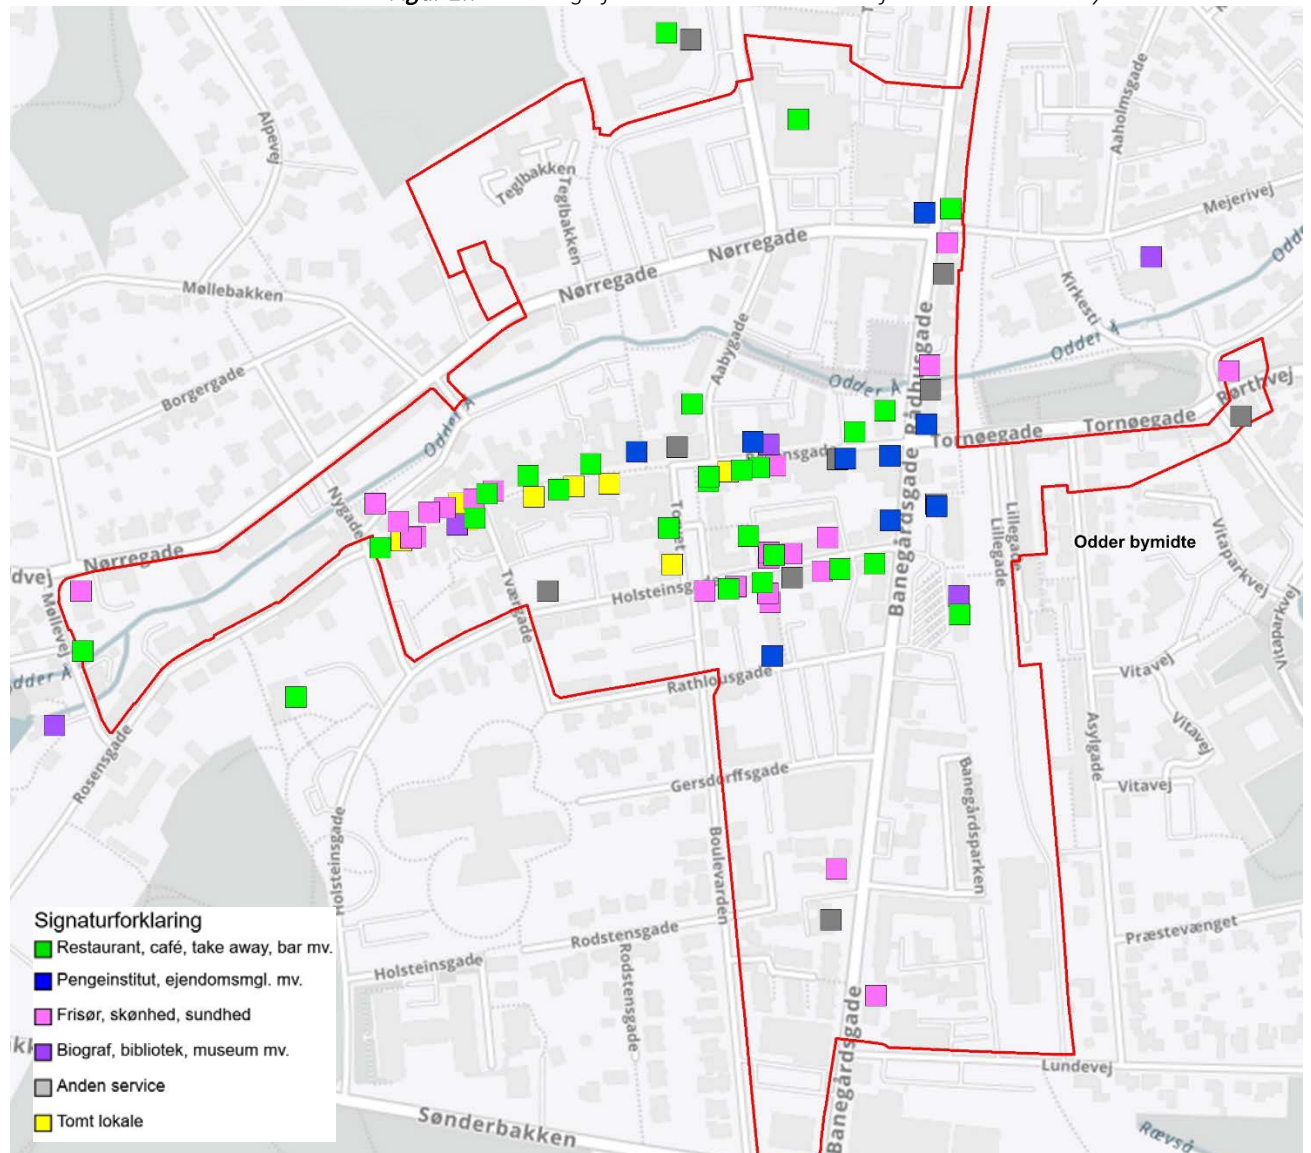 Aaholmsgade
Alpevej
Teglbakken
Teglbakken
Mejerivej
Nørregade
Nørregade
Kirkesti
Møllebakken
Odder Å
Rådhusgade
Aabygade
Borgergade
Odder Å
Odder Å
Tornøegade
Tornøegade
Nygade
Torvet
Lillegade
Lillegade
Odder bymidte
Nørregade
Møllevej
Tværgade
Holsteinsgade
Banegårdsgade
Vitaparkvej
Vitaparkvej
Rathlousgade
Vitavej
Rosensgade
Asylgade
Vitavej
Gersdorffsgade
Vitavej
Banegårdsparken
Holsteinsgade
Boulevarden
Signaturforklaring
Restaurant, café, take away, bar mv.
Pengeinstitut, ejendomsmgl. mv.
Frisør, skønhed, sundhed
Biograf, bibliotek, museum mv.
Anden service
Tomt lokale
Rodstensgade
Præstevænget
Holsteinsgade
Rodstensgade
Banegårdsgade
Lundevej
Sønderbakken
Rævså